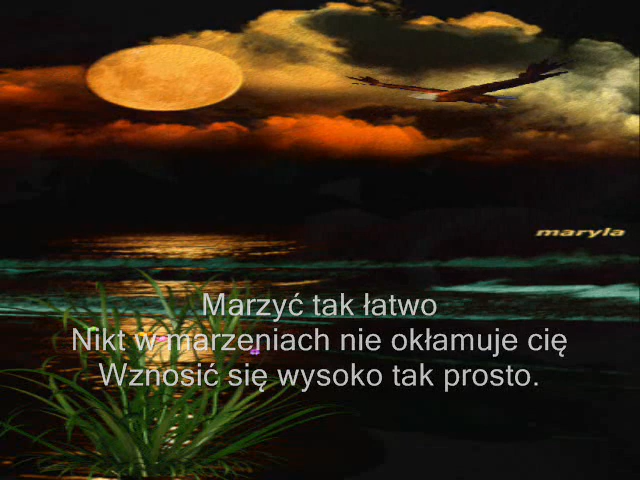 maryla
Marzyć tak łatwo
Nikt w marzeniach nie okłamuje cię
Wznosić się wysoko tak prosto.